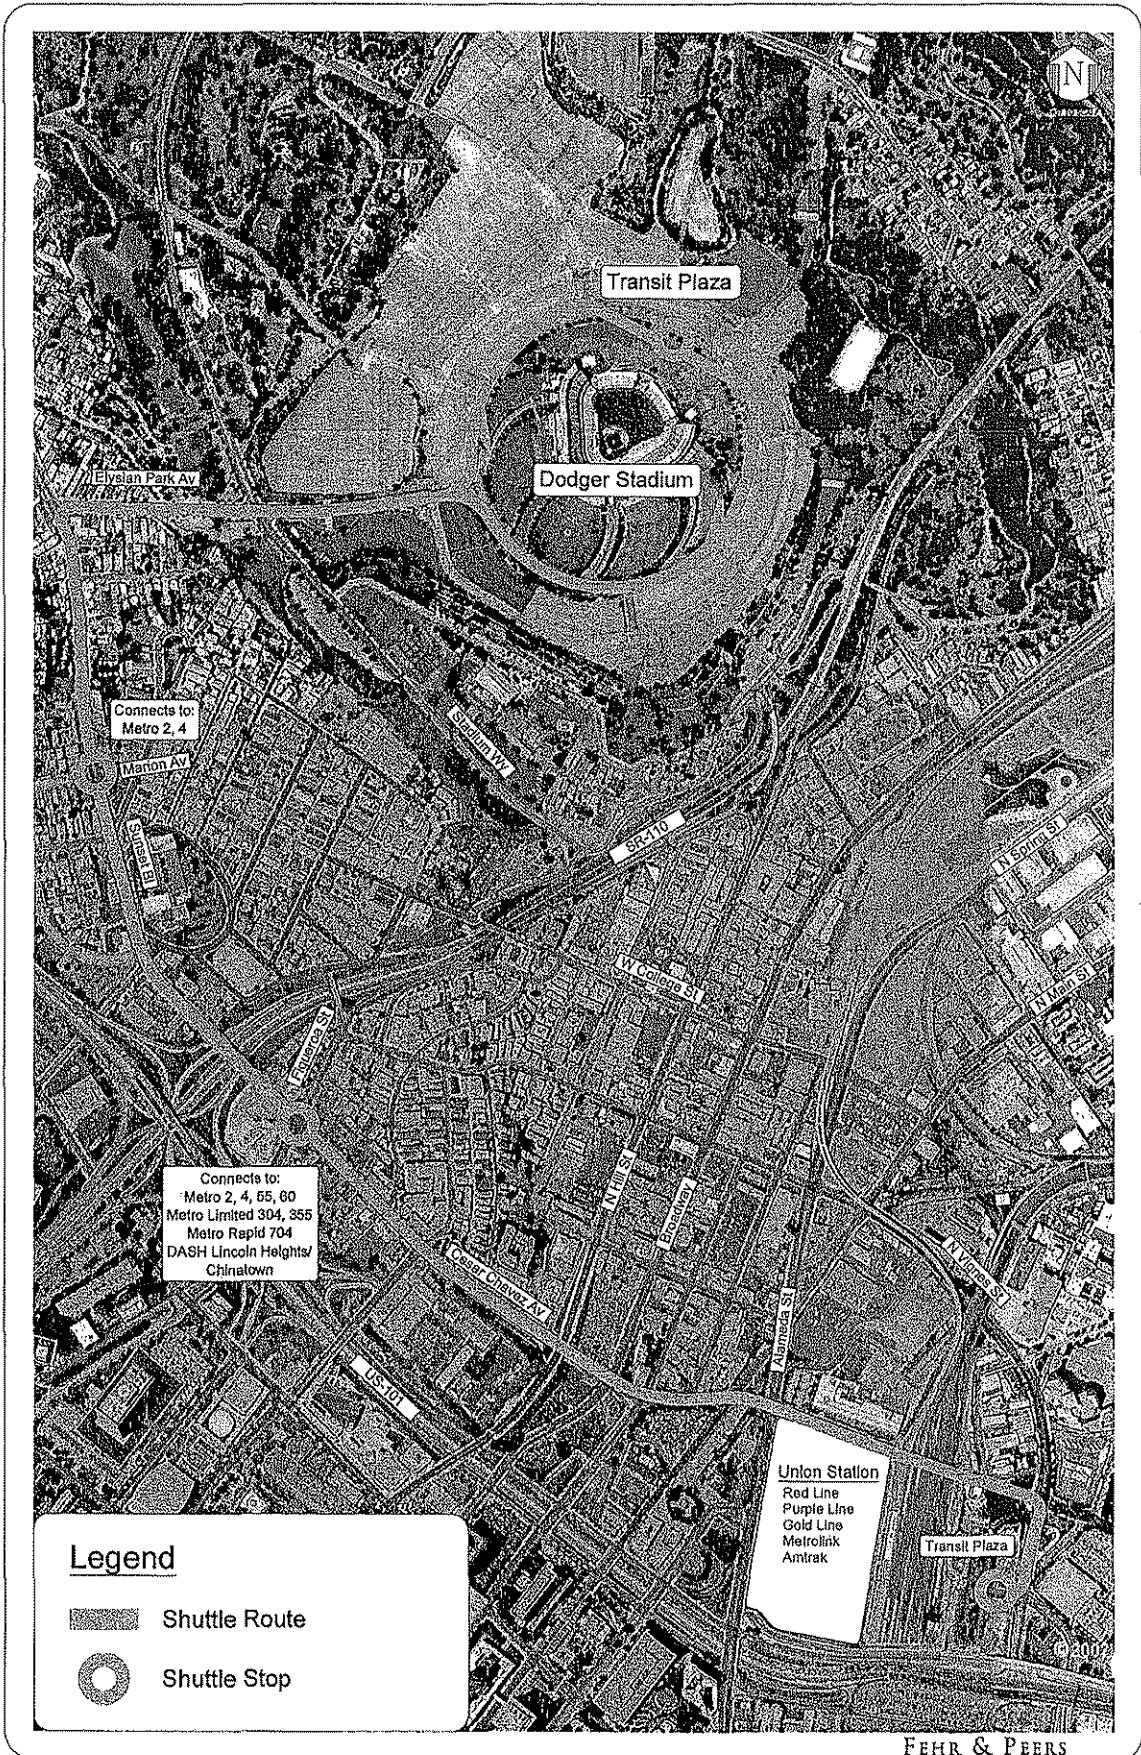 N
Transit Plaza
Dodger Stadium
Elysian Park Av
Connects to:
Metro 2, 4
Marion Av
Stadium Wy
SR-110
Sunset Bl
N Spring St
W College St
N Main St
Figueroa St
Connects to:
Metro 2, 4, 55, 60
Metro Limited 304, 355
Metro Rapid 704
DASH Lincoln Heights/
Chinatown
N Hill St
Broadway
N Vignes St
Cesar Chavez Av
Alameda St
US-101
Union Station
Red Line
Purple Line
Gold Line
Metrolink
Amtrak
Transit Plaza
Legend
Shuttle Route
Shuttle Stop
FEHR & PEERS